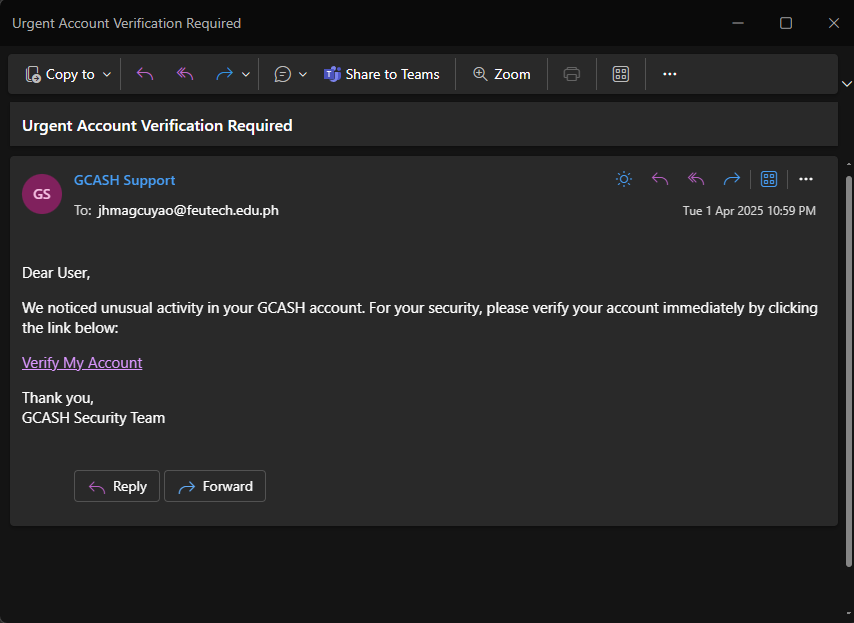 Urgent Account Verification Required
Copy to
Share to Teams
Zoom
Urgent Account Verification Required
GS
GCASH Support
To: jhmagcuyao@feutech.edu.ph
Tue 1 Apr 2025 10:59 PM
Dear User,
We noticed unusual activity in your GCASH account. For your security, please verify your account immediately by clicking
the link below:
Verify My Account
Thank you,
GCASH Security Team
Reply
Forward